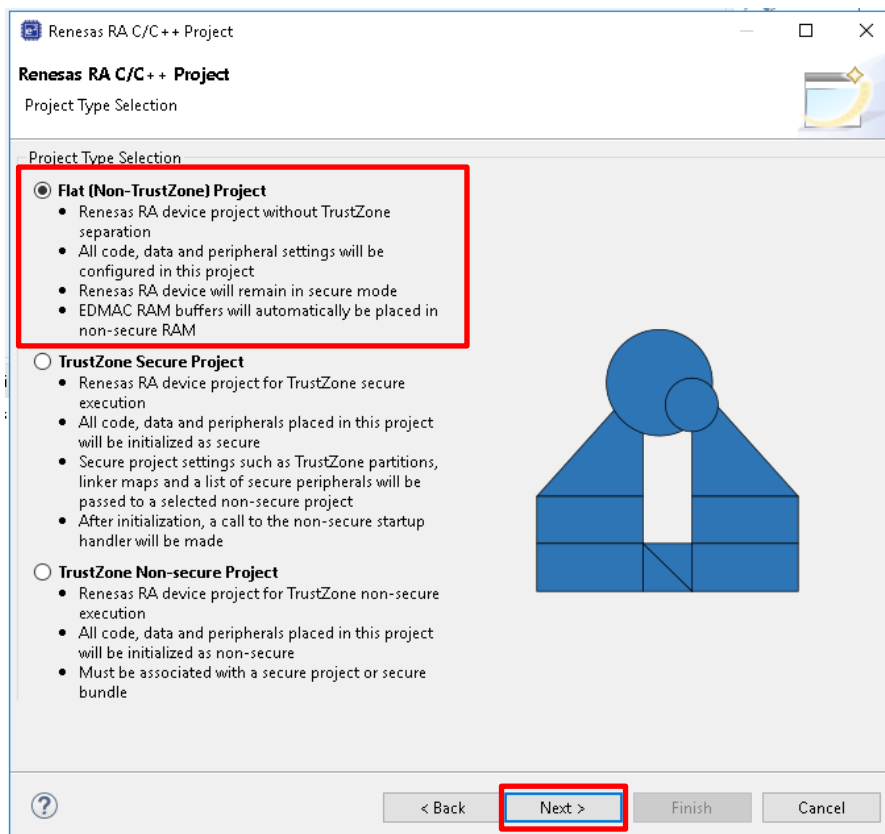 Renesas RA C/C++ Project
Renesas RA C/C++ Project
Project Type Selection
Project Type Selection
Flat (Non-TrustZone) Project
• Renesas RA device project without TrustZone
separation
• All code, data and peripheral settings will be
configured in this project
• Renesas RA device will remain in secure mode
• EDMAC RAM buffers will automatically be placed in
non-secure RAM
TrustZone Secure Project
• Renesas RA device project for TrustZone secure
execution
• All code, data and peripherals placed in this project
will be initialized as secure
• Secure project settings such as TrustZone partitions,
linker maps and a list of secure peripherals will be
passed to a selected non-secure project
• After initialization, a call to the non-secure startup
handler will be made
TrustZone Non-secure Project
• Renesas RA device project for TrustZone non-secure
execution
• All code, data and peripherals placed in this project
will be initialized as non-secure
• Must be associated with a secure project or secure
bundle
?
< Back
Next >
Finish
Cancel